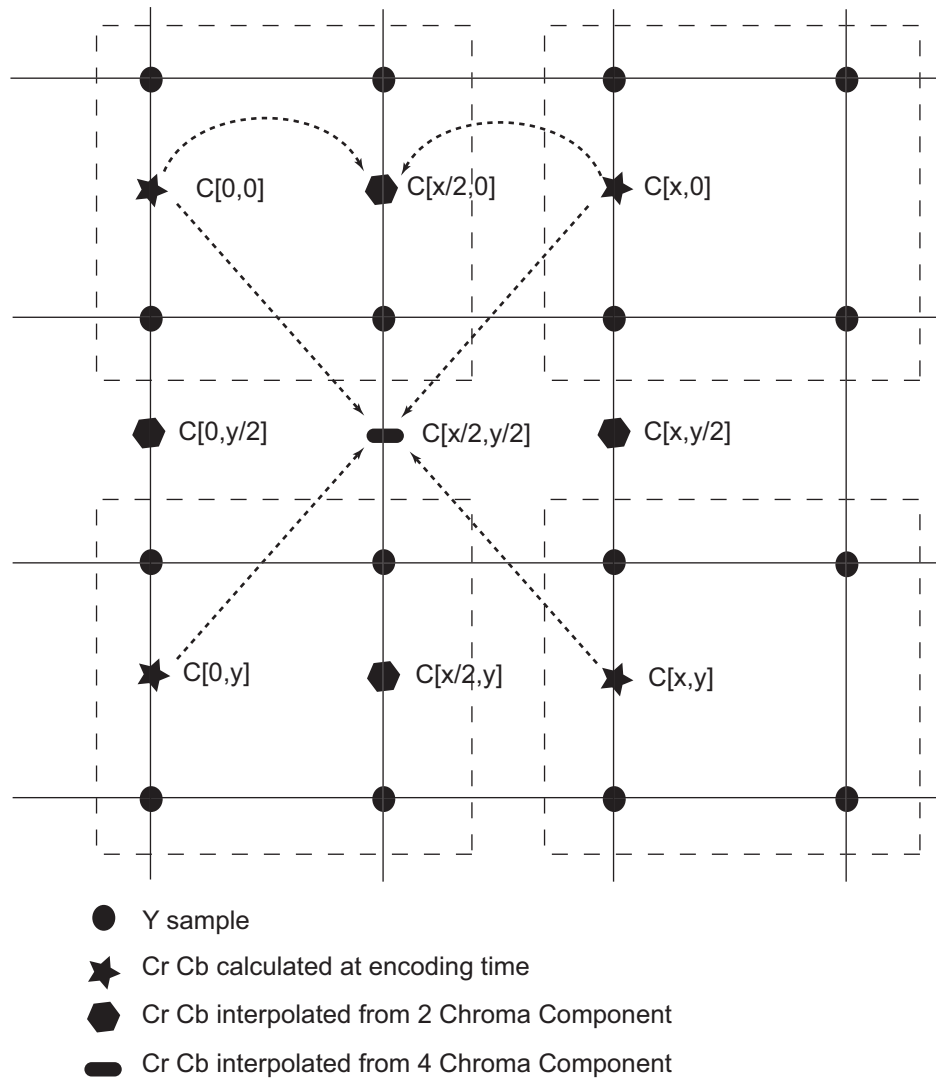 C[0,0]
C[x/2,0]
C[x,0]
C[0,y/2]
C[x/2,y/2]
C[x,y/2]
C[0,y]
C[x/2,y]
C[x,y]
Y sample
Cr Cb calculated at encoding time
Cr Cb interpolated from 2 Chroma Component
Cr Cb interpolated from 4 Chroma Component